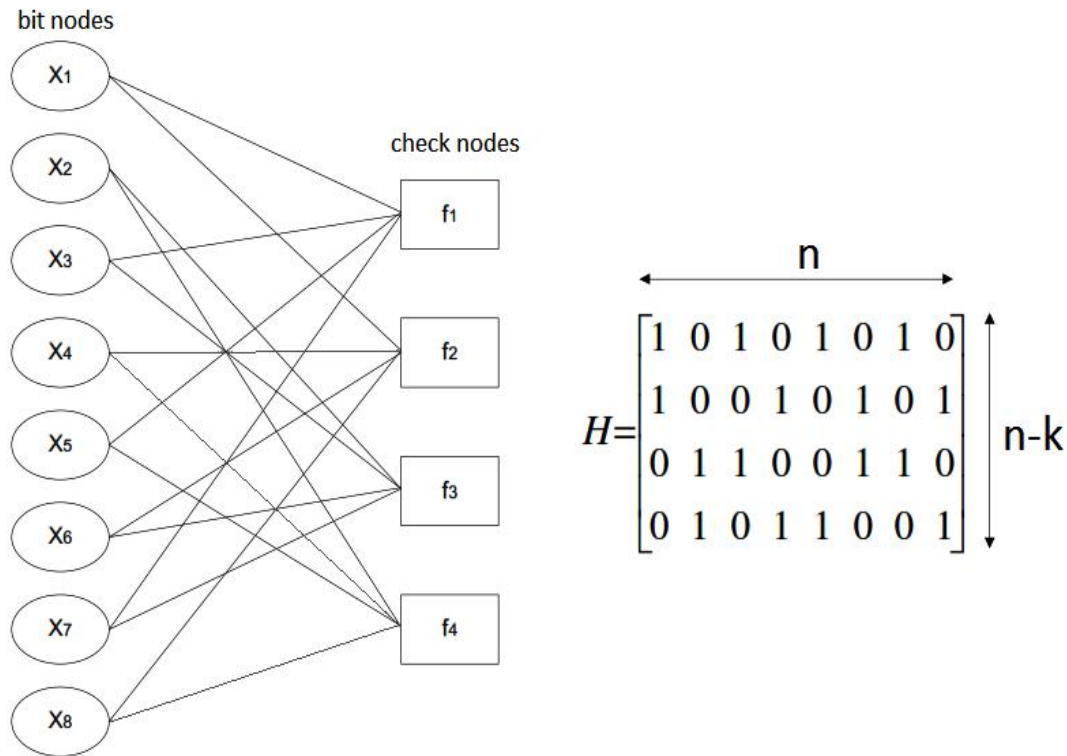 bit nodes
X1
X2
X3
X4
X5
X6
X7
X8
check nodes
f1
f2
f3
f4
n
H=
1 0 1 0 1 0 1 0
1 0 0 1 0 1 0 1
0 1 1 0 0 1 1 0
0 1 0 1 1 0 0 1
n-k